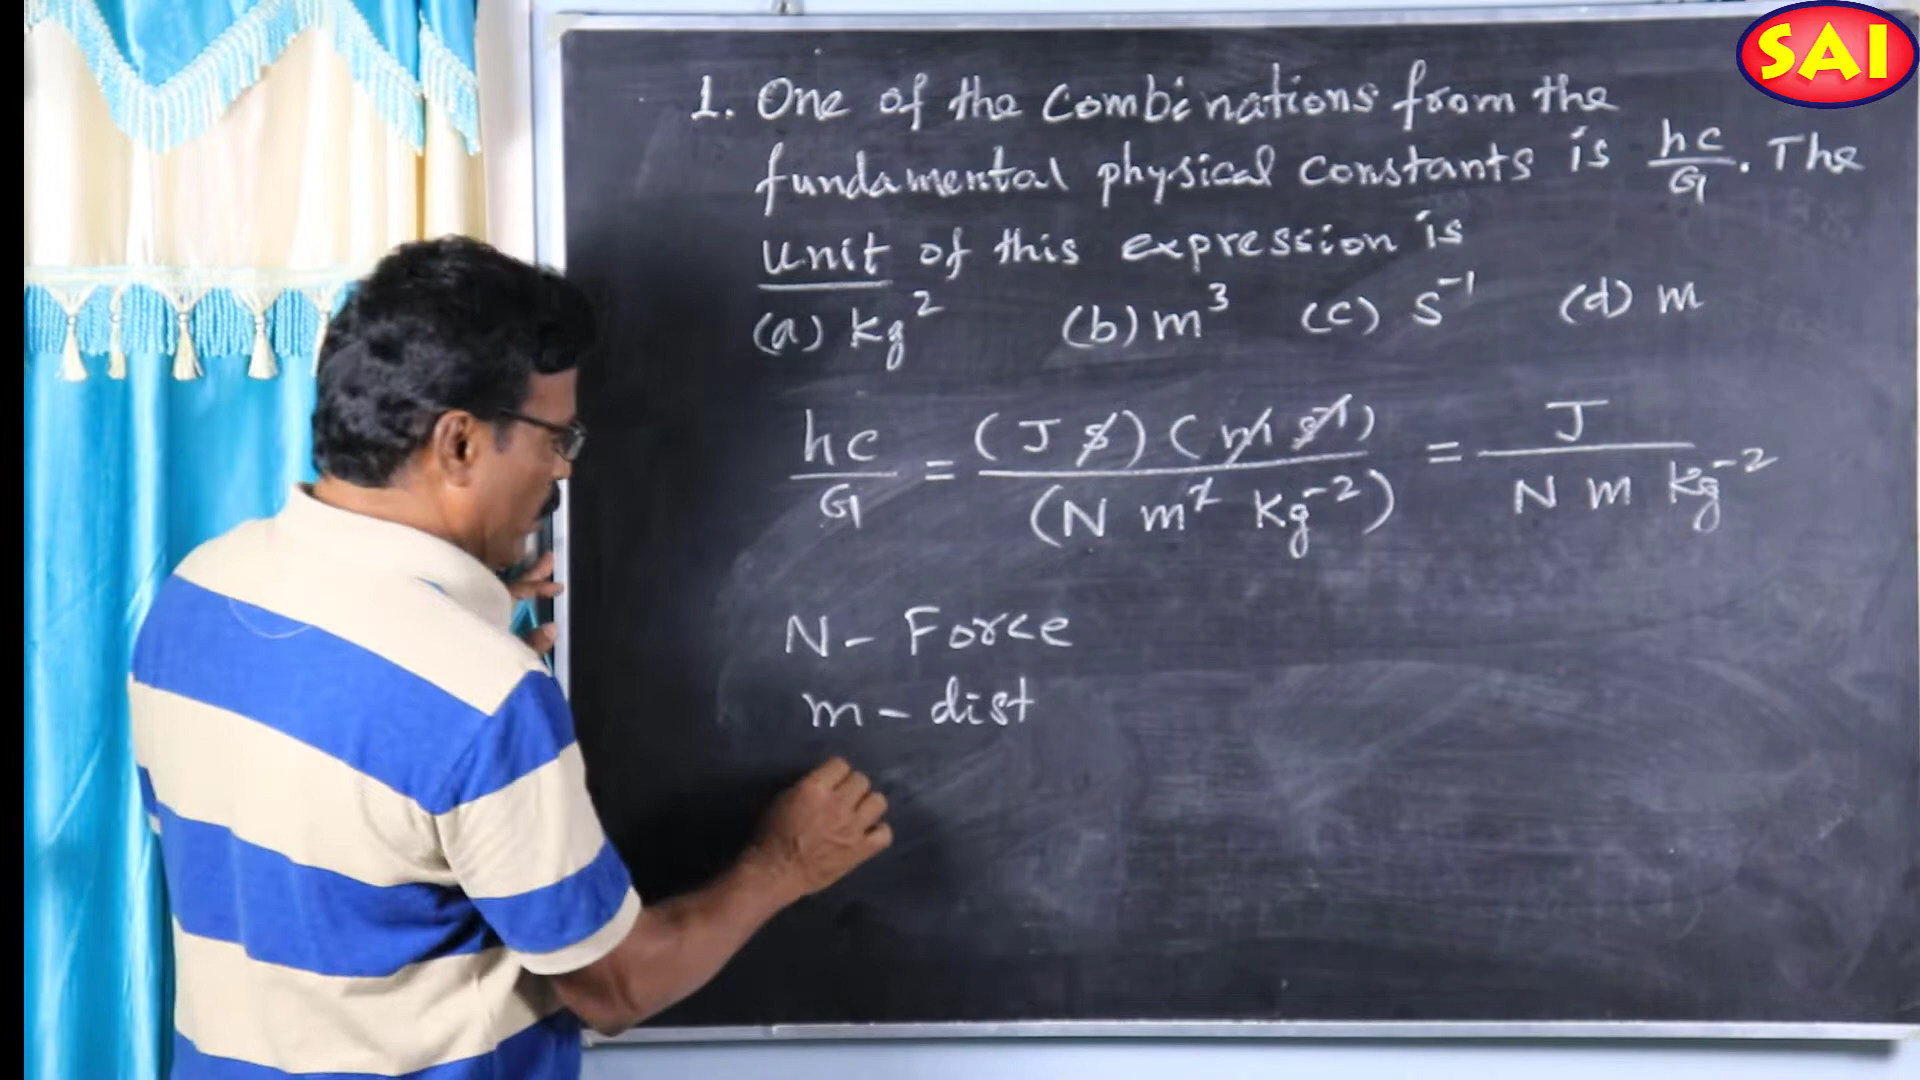 SAI
1. One of the combinations from the
fundamental physical constants is hc/G. The
unit of this expression is
(a) kg² (b) m³ (c) S⁻¹ (d) m
hc/G = (J s)(m s⁻¹)/(N m² kg⁻²) = J/(N m kg⁻²)
N - Force
m - dist